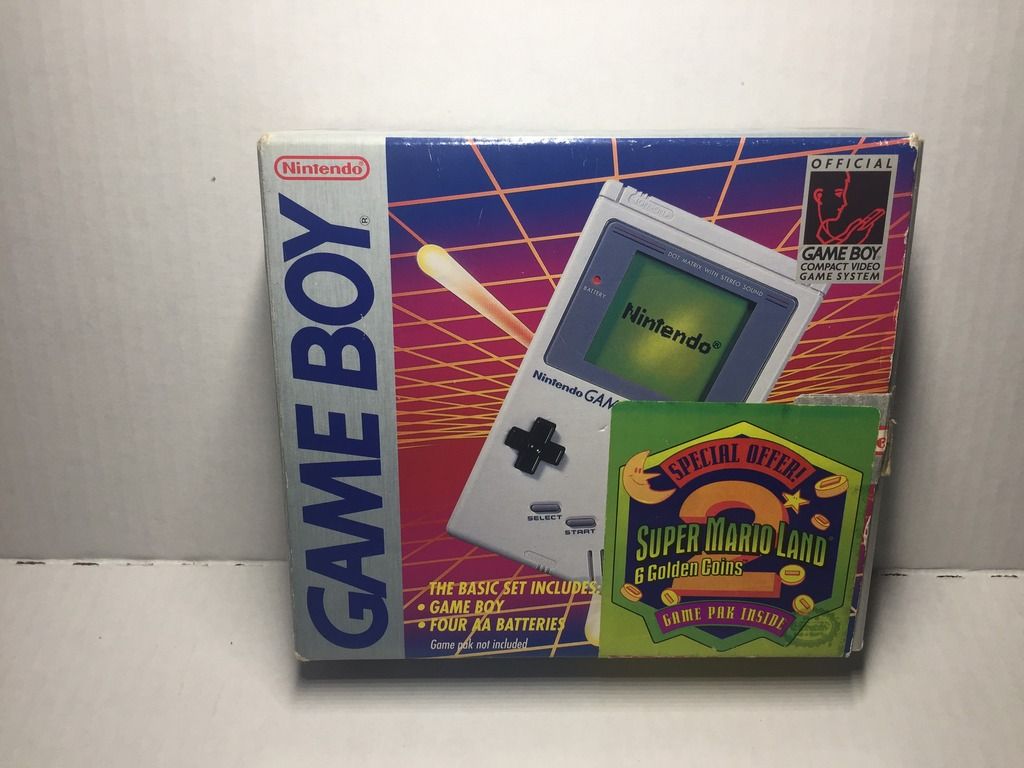 Nintendo®
GAME BOY®
OFFICIAL
GAME BOY
COMPACT VIDEO
GAME SYSTEM
DOT MATRIX WITH STEREO SOUND
BATTERY
Nintendo®
Nintendo GAM
SELECT
START
SPECIAL OFFER!
2
SUPER MARIO LAND
6 Golden Coins
GAME PAK INSIDE
THE BASIC SET INCLUDES:
• GAME BOY
• FOUR AA BATTERIES
Game pak not included